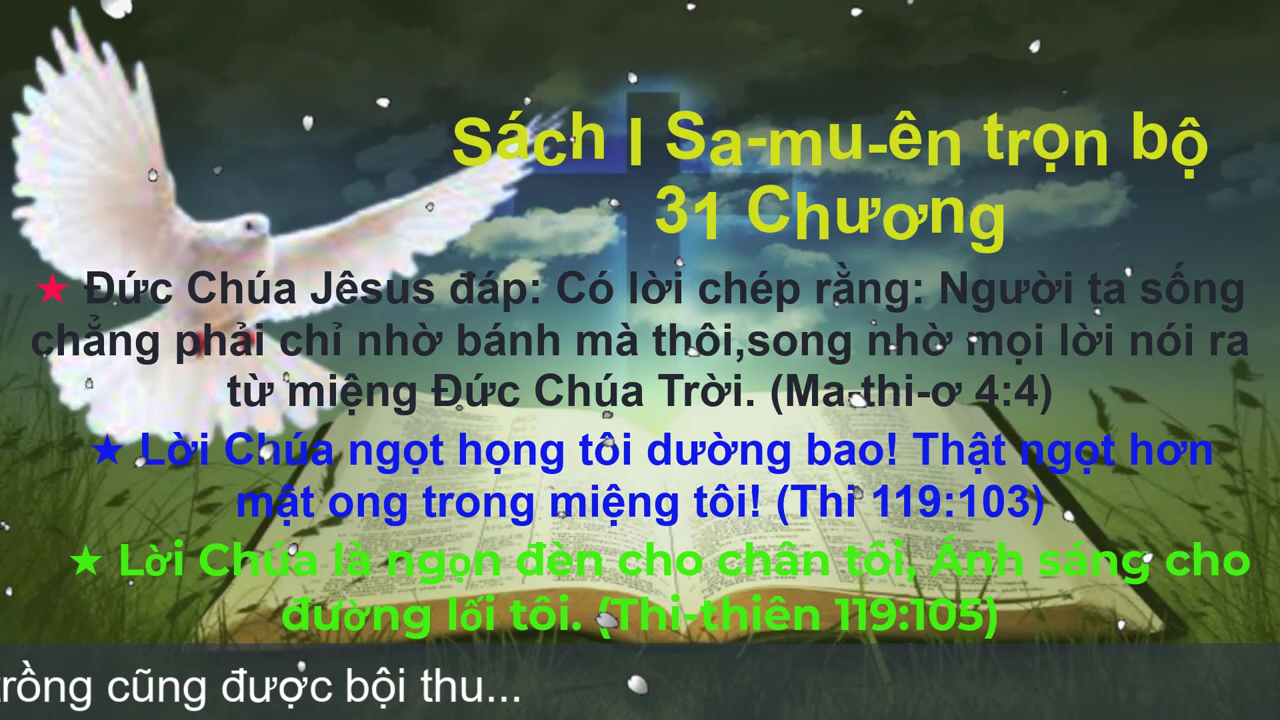 Sách I Sa-mu-ên trọn bộ
31 Chương
★ Đức Chúa Jêsus đáp: Có lời chép rằng: Người ta sống
chẳng phải chỉ nhờ bánh mà thôi,song nhờ mọi lời nói ra
từ miệng Đức Chúa Trời. (Ma-thi-ơ 4:4)
★ Lời Chúa ngọt họng tôi dường bao! Thật ngọt hơn
mật ong trong miệng tôi! (Thi 119:103)
★ Lời Chúa là ngọn đèn cho chân tôi, Ánh sáng cho
đường lối tôi. (Thi-thiên 119:105)
trồng cũng được bội thu...